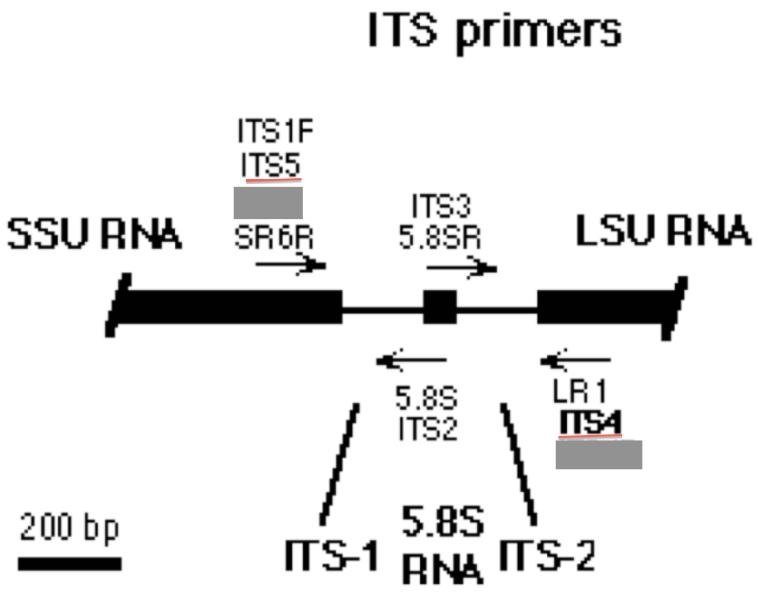 ITS primers
ITS1F
ITS5
SR6R
ITS3
5.8SR
SSU RNA
LSU RNA
5.8S
ITS2
LR1
ITS4
200 bp
ITS-1
5.8S
RNA
ITS-2